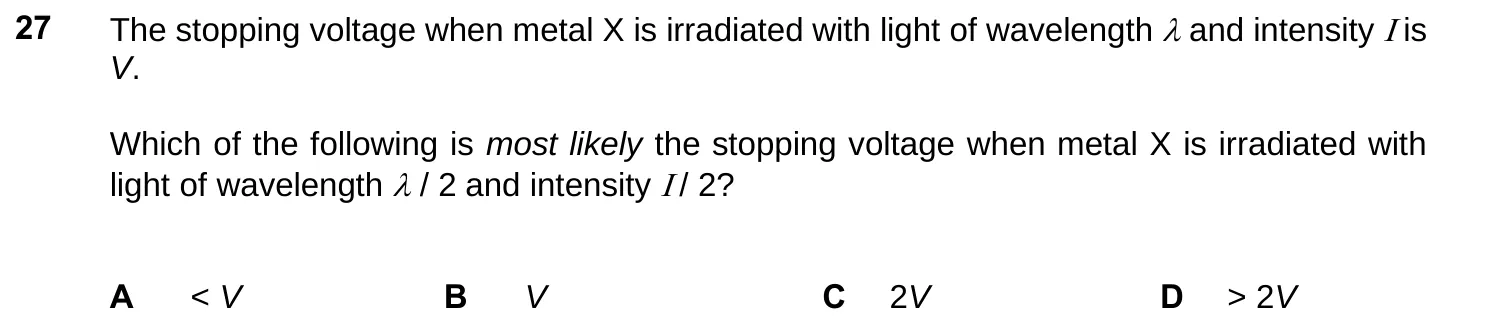 27 The stopping voltage when metal X is irradiated with light of wavelength λ and intensity I is
V.
Which of the following is most likely the stopping voltage when metal X is irradiated with
light of wavelength λ / 2 and intensity I / 2?
A < V B V C 2V D > 2V